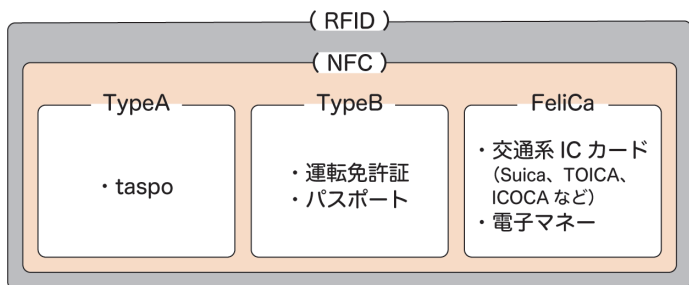 ( RFID )
( NFC )
TypeA
・taspo
TypeB
・運転免許証
・パスポート
FeliCa
・交通系 IC カード
（Suica、TOICA、
ICOCA など）
・電子マネー